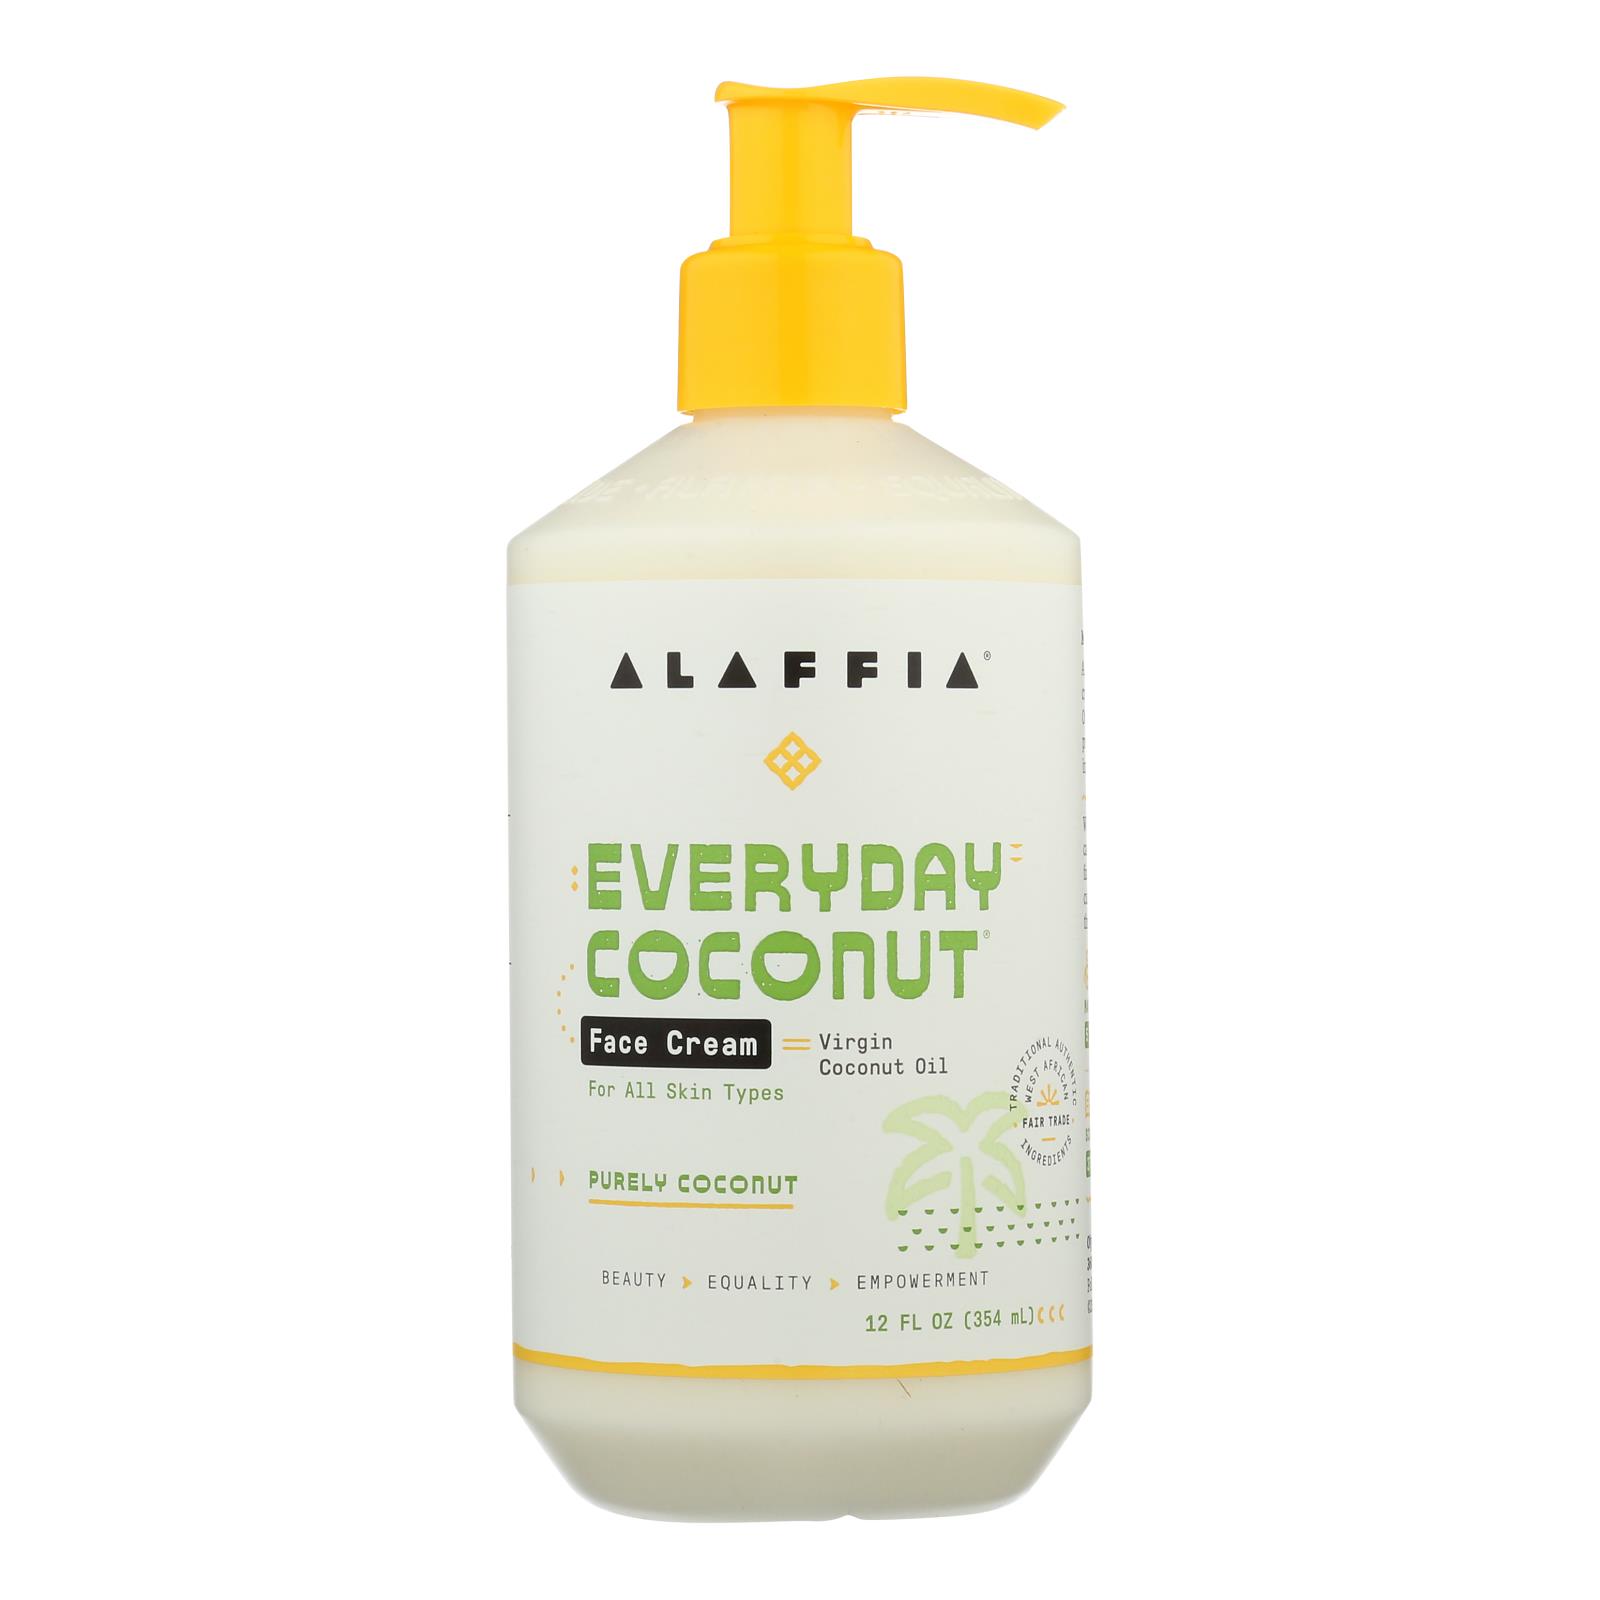 ALAFFIA®
EVERYDAY
COCONUT®
Face Cream
Virgin
Coconut Oil
For All Skin Types
TRADITIONAL AUTHENTIC
WEST AFRICAN
FAIR TRADE
INGREDIENTS
PURELY COCONUT
BEAUTY EQUALITY EMPOWERMENT
12 FL OZ (354 mL)